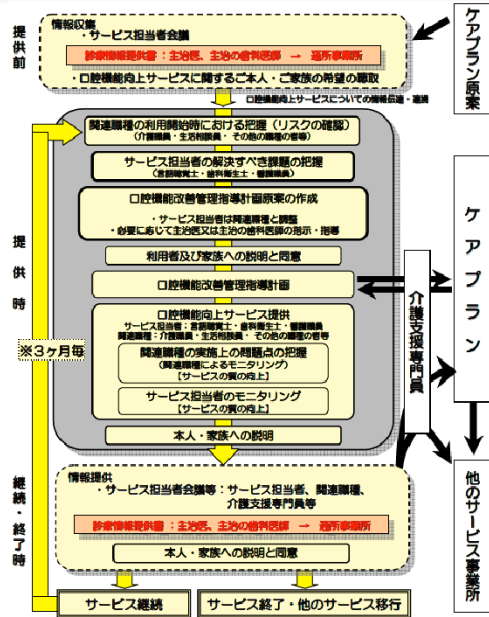 提供前
情報収集
・サービス担当者会議
診療情報提供書:主治医、主治の歯科医師 → 通所事業所
・口腔機能向上サービスに関するご本人・ご家族の希望の聴取
ケアプラン原案
口腔機能向上サービスについての情報伝達・連携
提供時
関連職種の利用開始時における把握(リスクの確認)
(介護職員・生活相談員・その他の職種の者等)
サービス担当者の解決すべき課題の把握
(言語聴覚士・歯科衛生士・看護職員)
口腔機能改善管理指導計画原案の作成
・サービス担当者は関連職種と調整
・必要に応じて主治医又は主治の歯科医師の指示・指導
利用者及び家族への説明と同意
口腔機能改善管理指導計画
口腔機能向上サービス提供
サービス担当者:言語聴覚士・歯科衛生士・看護職員
関連職種:介護職員・生活相談員・その他の職種の者等
関連職種の実施上の問題点の把握
(関連職種によるモニタリング)
【サービスの質の向上】
サービス担当者のモニタリング
【サービスの質の向上】
本人・家族への説明
※3ヶ月毎
介護支援専門員
ケアプラン
継続・終了時
情報提供
・サービス担当者会議等:サービス担当者、関連職種、
介護支援専門員等
診療情報提供書:主治医、主治の歯科医師 → 通所事業所
本人・家族への説明と同意
他のサービス事業所
サービス継続
サービス終了・他のサービス移行